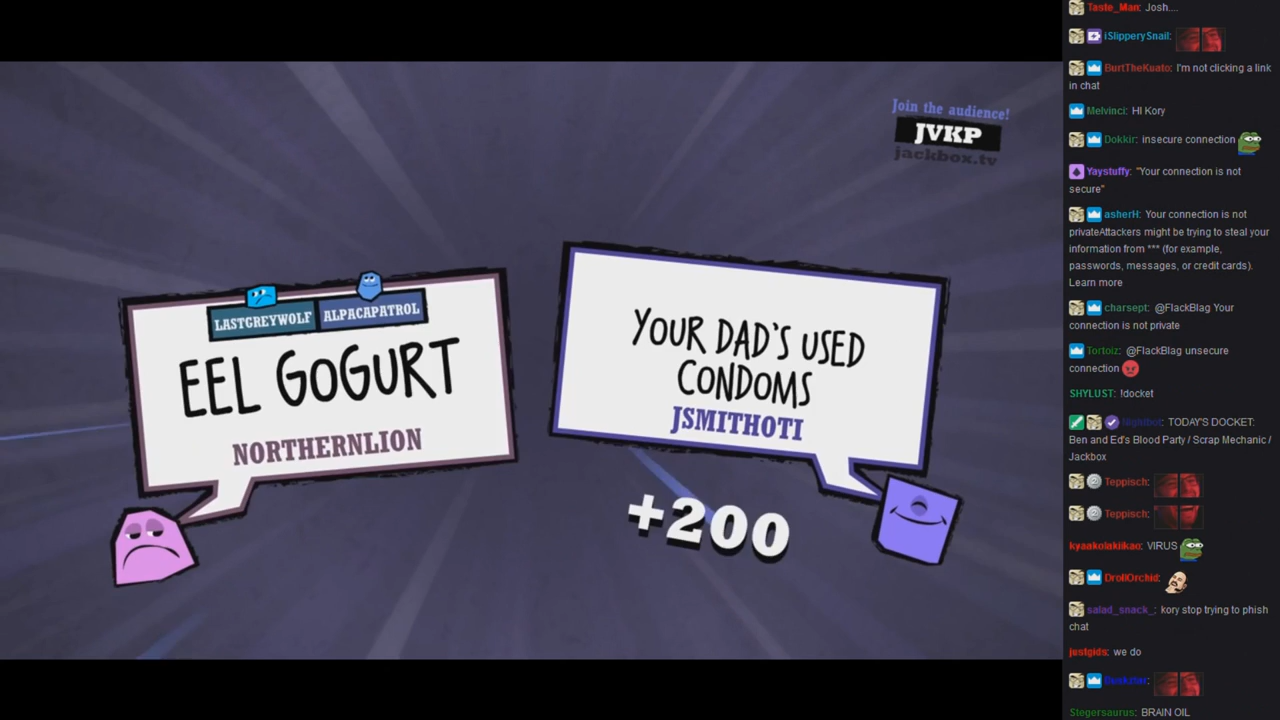 Join the audience!
JVKP
jackbox.tv
LASTGREYWOLF ALPACAPATROL
EEL GOGURT
NORTHERNLION
YOUR DAD'S USED
CONDOMS
JSMITHOTI
+200
Taste_Man: Josh....
iSlipperySnail:
BurtTheKuato: I'm not clicking a link
in chat
Melvinci: HI Kory
Dokkir: insecure connection
Yaystuffy: "Your connection is not
secure"
asherH: Your connection is not
privateAttackers might be trying to steal your
information from *** (for example,
passwords, messages, or credit cards).
Learn more
charsept: @FlackBlag Your
connection is not private
Tortoiz: @FlackBlag unsecure
connection
SHYLUST: !docket
Nightbot: TODAY'S DOCKET:
Ben and Ed's Blood Party / Scrap Mechanic /
Jackbox
Teppisch:
Teppisch:
kyaakolakiikao: VIRUS
DrollOrchid:
salad_snack_: kory stop trying to phish
chat
justgids: we do
Stegersaurus: BRAIN OIL